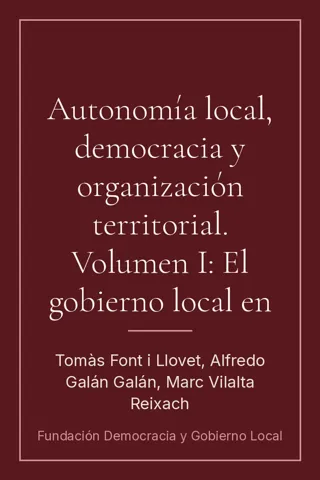 Autonomía local,
democracia y
organización
territorial.
Volumen I: El
gobierno local en
Tomàs Font i Llovet, Alfredo
Galán Galán, Marc Vilalta
Reixach
Fundación Democracia y Gobierno Local